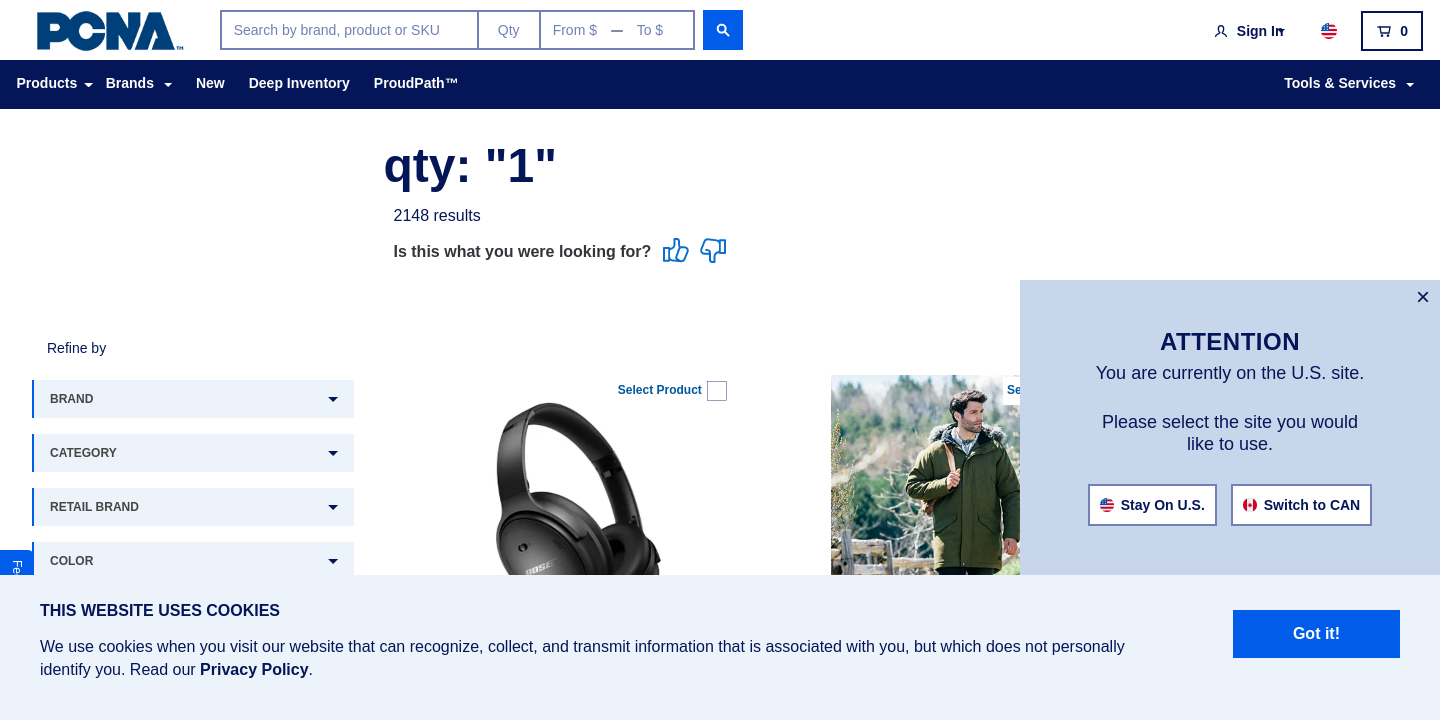 PCNA™
Search by brand, product or SKU
Qty
From $ — To $
Sign In
0
Products Brands New Deep Inventory ProudPath™ Tools & Services
qty: "1"
2148 results
Is this what you were looking for?
×
ATTENTION
You are currently on the U.S. site.
Please select the site you would
like to use.
Stay On U.S. Switch to CAN
Refine by
BRAND
CATEGORY
RETAIL BRAND
COLOR
Select Product
BOSE
Se
Fe
THIS WEBSITE USES COOKIES
We use cookies when you visit our website that can recognize, collect, and transmit information that is associated with you, but which does not personally
identify you. Read our Privacy Policy.
Got it!